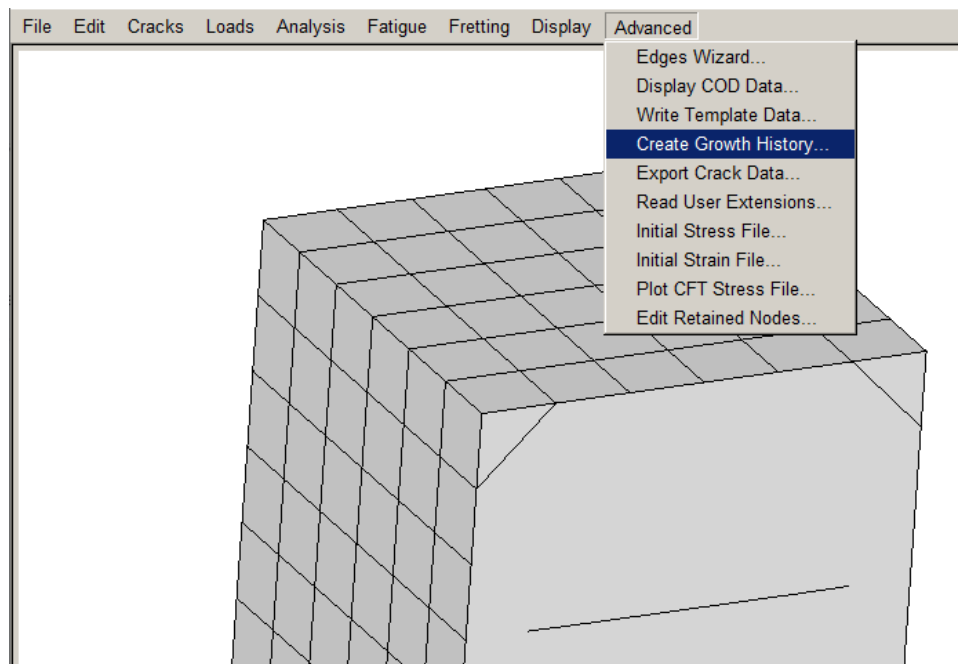 File Edit Cracks Loads Analysis Fatigue Fretting Display Advanced
Edges Wizard...
Display COD Data...
Write Template Data...
Create Growth History...
Export Crack Data...
Read User Extensions...
Initial Stress File...
Initial Strain File...
Plot CFT Stress File...
Edit Retained Nodes...